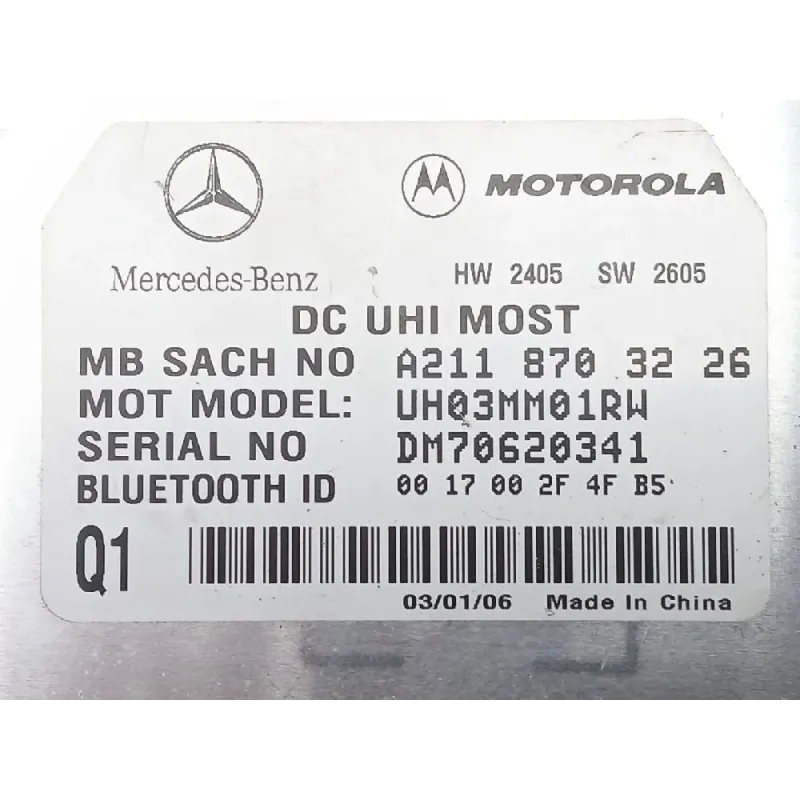 MOTOROLA
Mercedes-Benz
HW 2405 SW 2605
DC UHI MOST
MB SACH NO A211 870 32 26
MOT MODEL: UH03MM01RW
SERIAL NO DM70620341
BLUETOOTH ID 00 17 00 2F 4F B5
Q1
03/01/06 Made In China